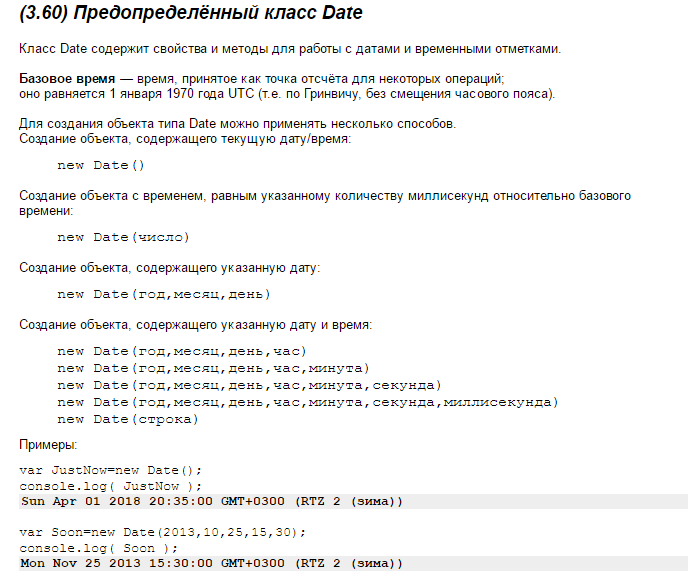 (3.60) Предопределённый класс Date
Класс Date содержит свойства и методы для работы с датами и временными отметками.
Базовое время — время, принятое как точка отсчёта для некоторых операций;
оно равняется 1 января 1970 года UTC (т.е. по Гринвичу, без смещения часового пояса).
Для создания объекта типа Date можно применять несколько способов.
Создание объекта, содержащего текущую дату/время:
new Date()
Создание объекта с временем, равным указанному количеству миллисекунд относительно базового
времени:
new Date(число)
Создание объекта, содержащего указанную дату:
new Date(год,месяц,день)
Создание объекта, содержащего указанную дату и время:
new Date(год,месяц,день,час)
new Date(год,месяц,день,час,минута)
new Date(год,месяц,день,час,минута,секунда)
new Date(год,месяц,день,час,минута,секунда,миллисекунда)
new Date(строка)
Примеры:
var JustNow=new Date();
console.log( JustNow );
Sun Apr 01 2018 20:35:00 GMT+0300 (RTZ 2 (зима))
var Soon=new Date(2013,10,25,15,30);
console.log( Soon );
Mon Nov 25 2013 15:30:00 GMT+0300 (RTZ 2 (зима))